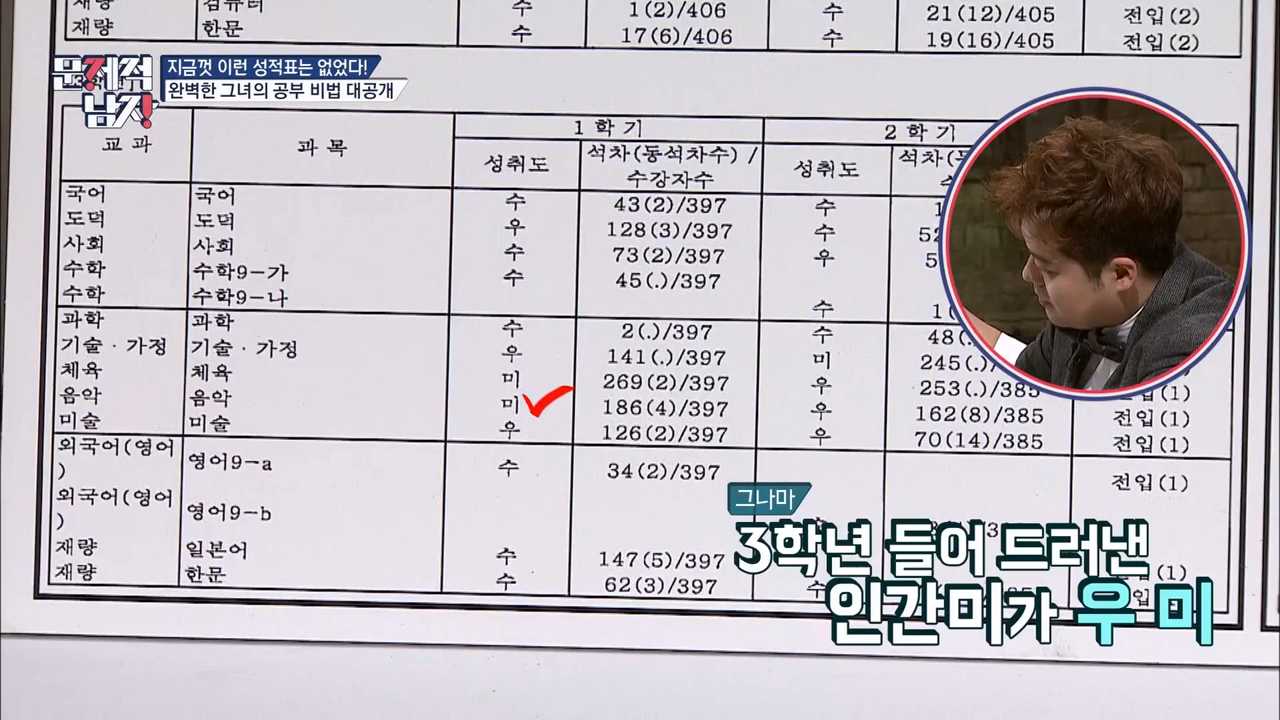 재량 컴퓨터 수 1(2)/406 수 21(12)/405 전입(2)
재량 한문 수 17(6)/406 수 19(16)/405 전입(2)
문제적
남자!
지금껏 이런 성적표는 없었다!
완벽한 그녀의 공부 비법 대공개
교 과 과 목 1 학 기 2 학 기
성취도 석차(동석차수) / 성취도
수강자수
국어 국어 수 43(2)/397 수
도덕 도덕 우 128(3)/397 수
사회 사회 수 73(2)/397 우
수학 수학9-가 수 45(.)/397
수학 수학9-나 수
과학 과학 수 2(.)/397 수
기술·가정 기술·가정 우 141(.)/397 미
체육 체육 미 269(2)/397 우 253(.)/385 전입(1)
음악 음악 미 186(4)/397 우 162(8)/385 전입(1)
미술 미술 우 126(2)/397 우 70(14)/385 전입(1)
외국어(영어 영어9-a 수 34(2)/397 전입(1)
)
외국어(영어 영어9-b
)
재량 일본어 수 147(5)/397
재량 한문 수 62(3)/397 수
그나마
3학년 들어 드러낸
인간미가 우 미